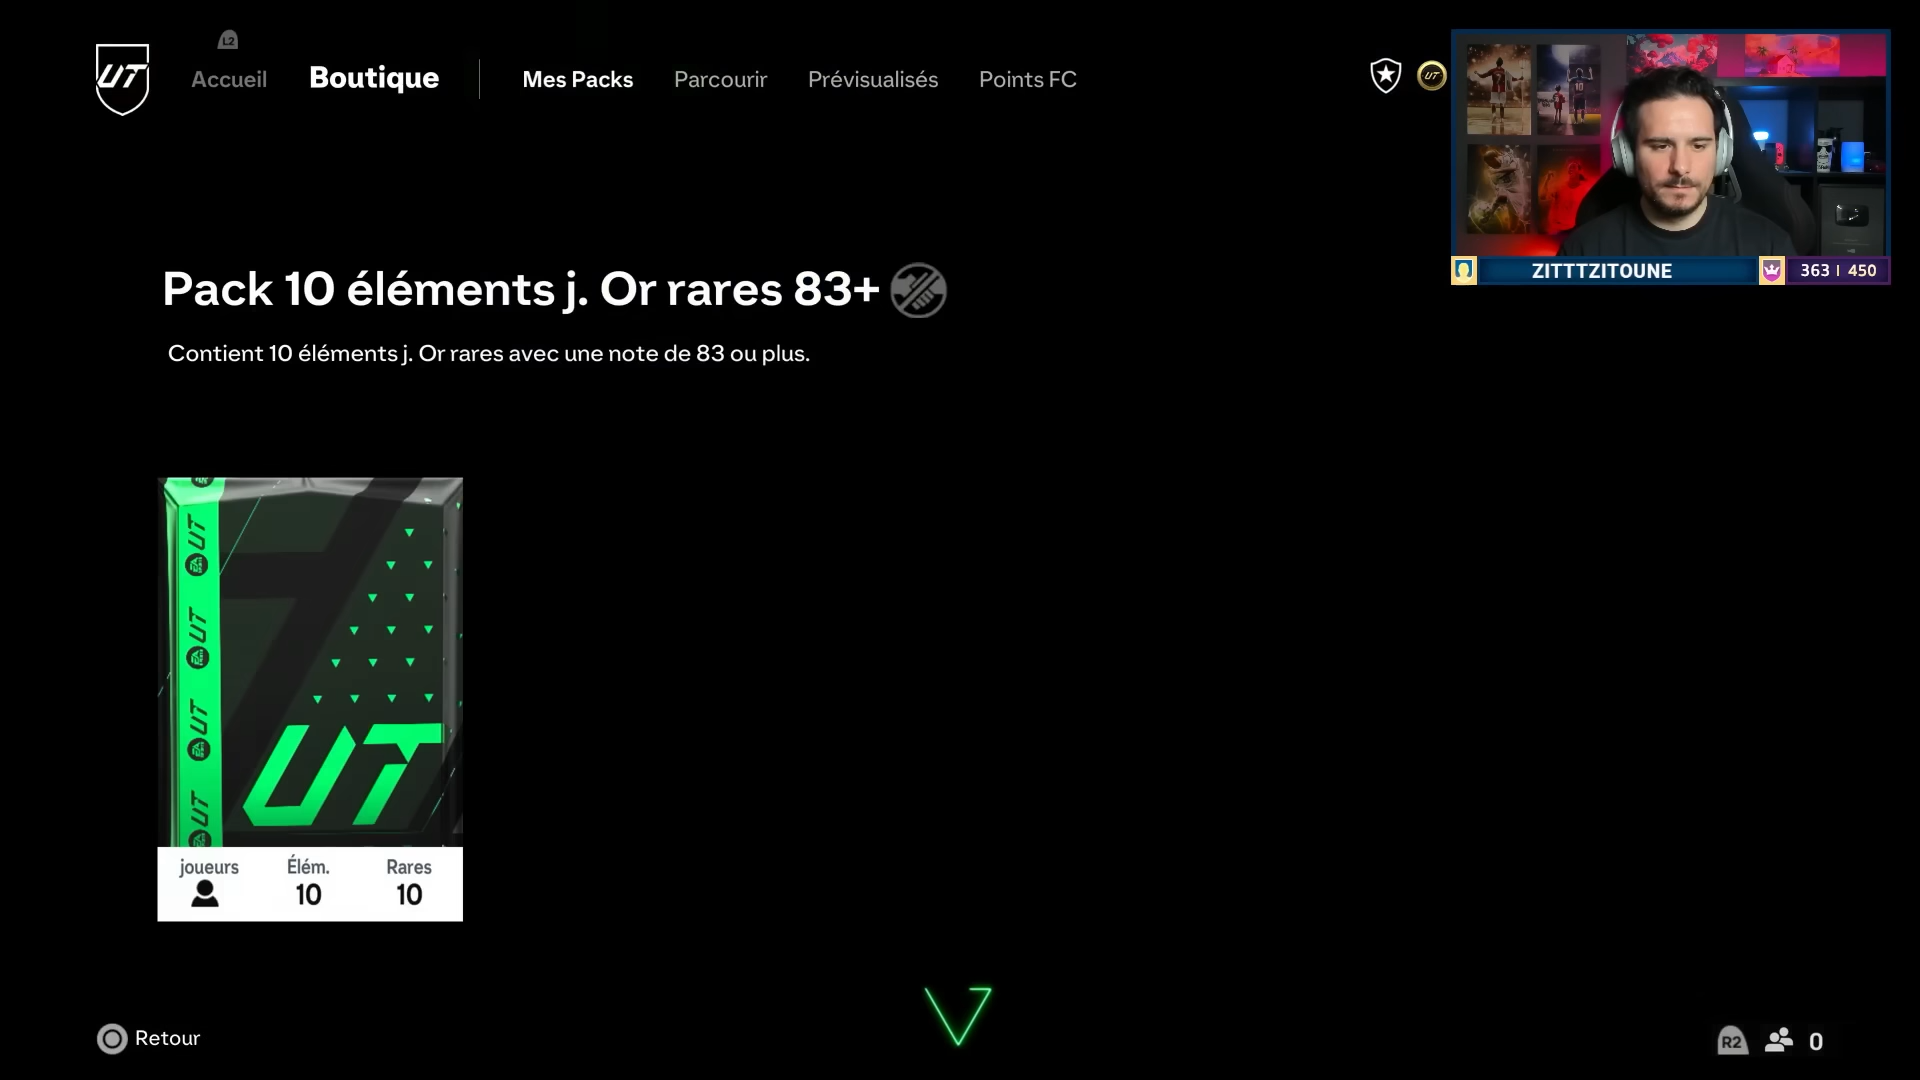 L2
UT
Accueil
Boutique
Mes Packs
Parcourir
Prévisualisés
Points FC
UT
Pack 10 éléments j. Or rares 83+
Contient 10 éléments j. Or rares avec une note de 83 ou plus.
ZITTTZITOUNE
363 | 450
UT
UT
UT
UT
UT
joueurs
Élém.
Rares
10
10
Retour
R2
0